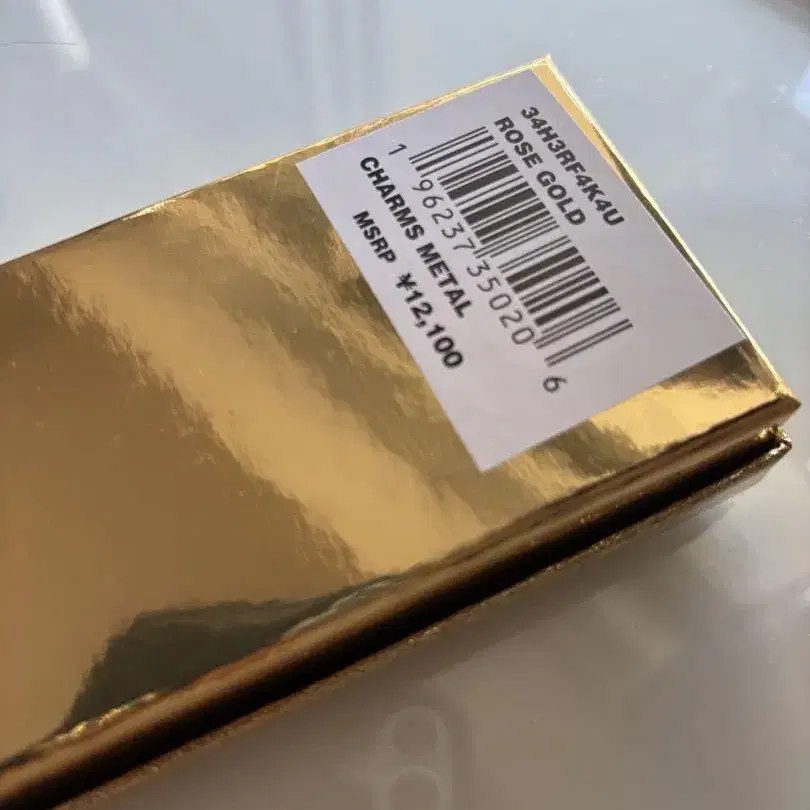 34H3RF4K4U
ROSE GOLD
1 96237 35020 6
CHARMS METAL
MSRP ¥12,100